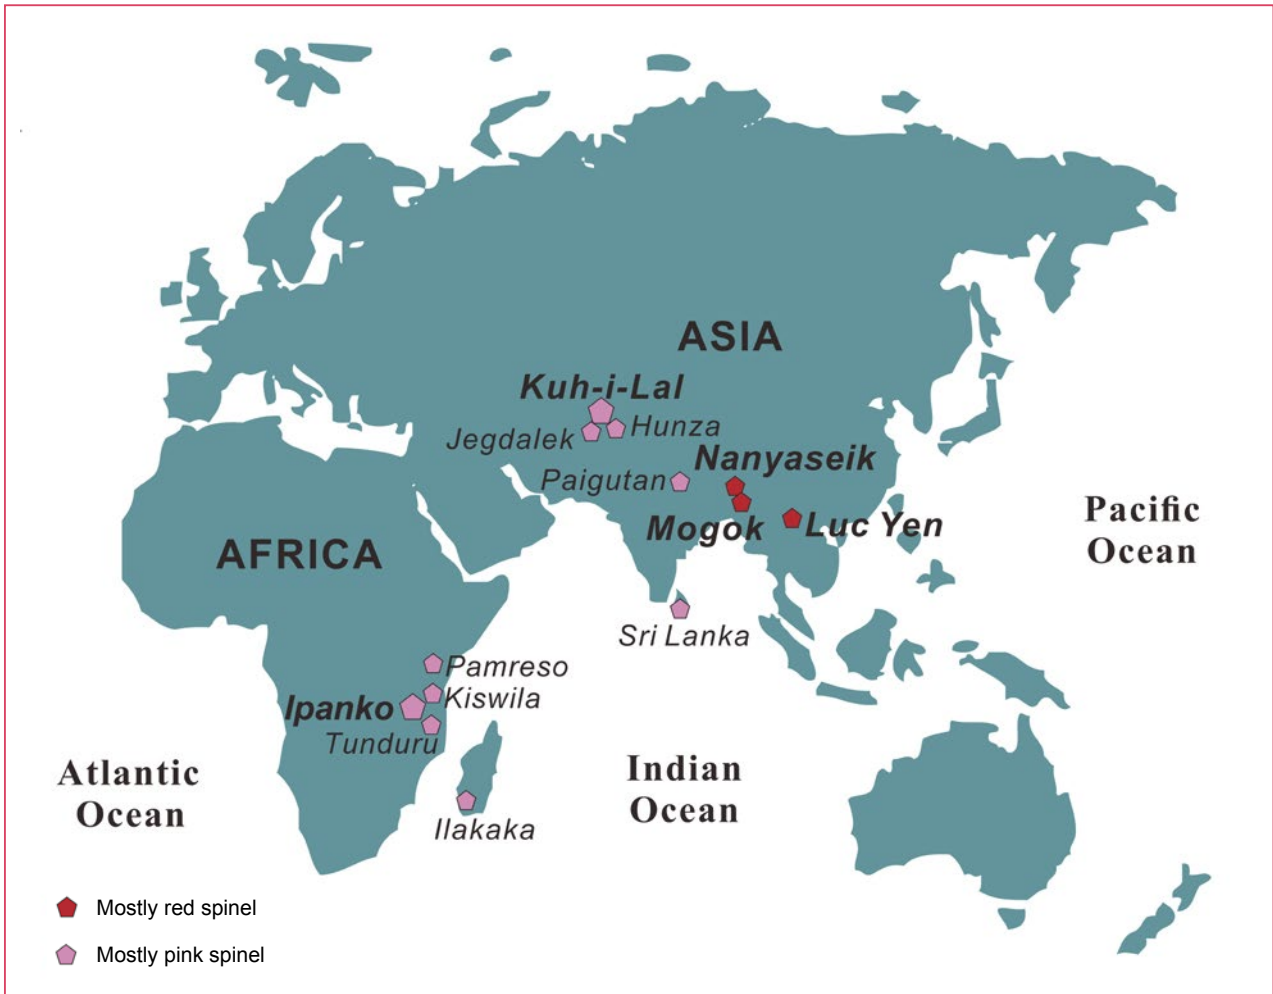 ASIA
Kuh-i-Lal
Hunza
Jegdalek
Nanyaseik
Paigutan
Mogok
Luc Yen
Pacific
Ocean
AFRICA
Sri Lanka
Pamreso
Kiswila
Ipanko
Tunduru
Atlantic
Ocean
Indian
Ocean
Ilakaka
Mostly red spinel
Mostly pink spinel